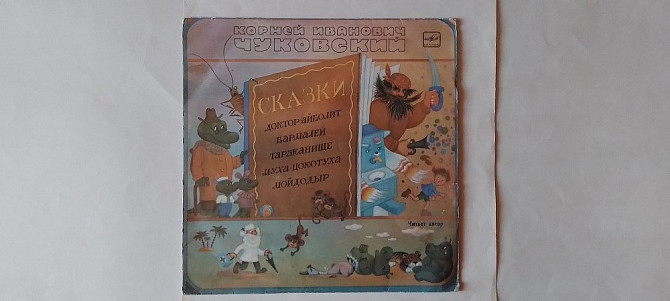 КОРНЕЙ ИВАНОВИЧ
ЧУКОВСКИЙ
СКАЗКИ
ДОКТОР АЙБОЛИТ
БАРМАЛЕЙ
ТАРАКАНИЩЕ
МУХА-ЦОКОТУХА
МОЙДОДЫР
Читает автор